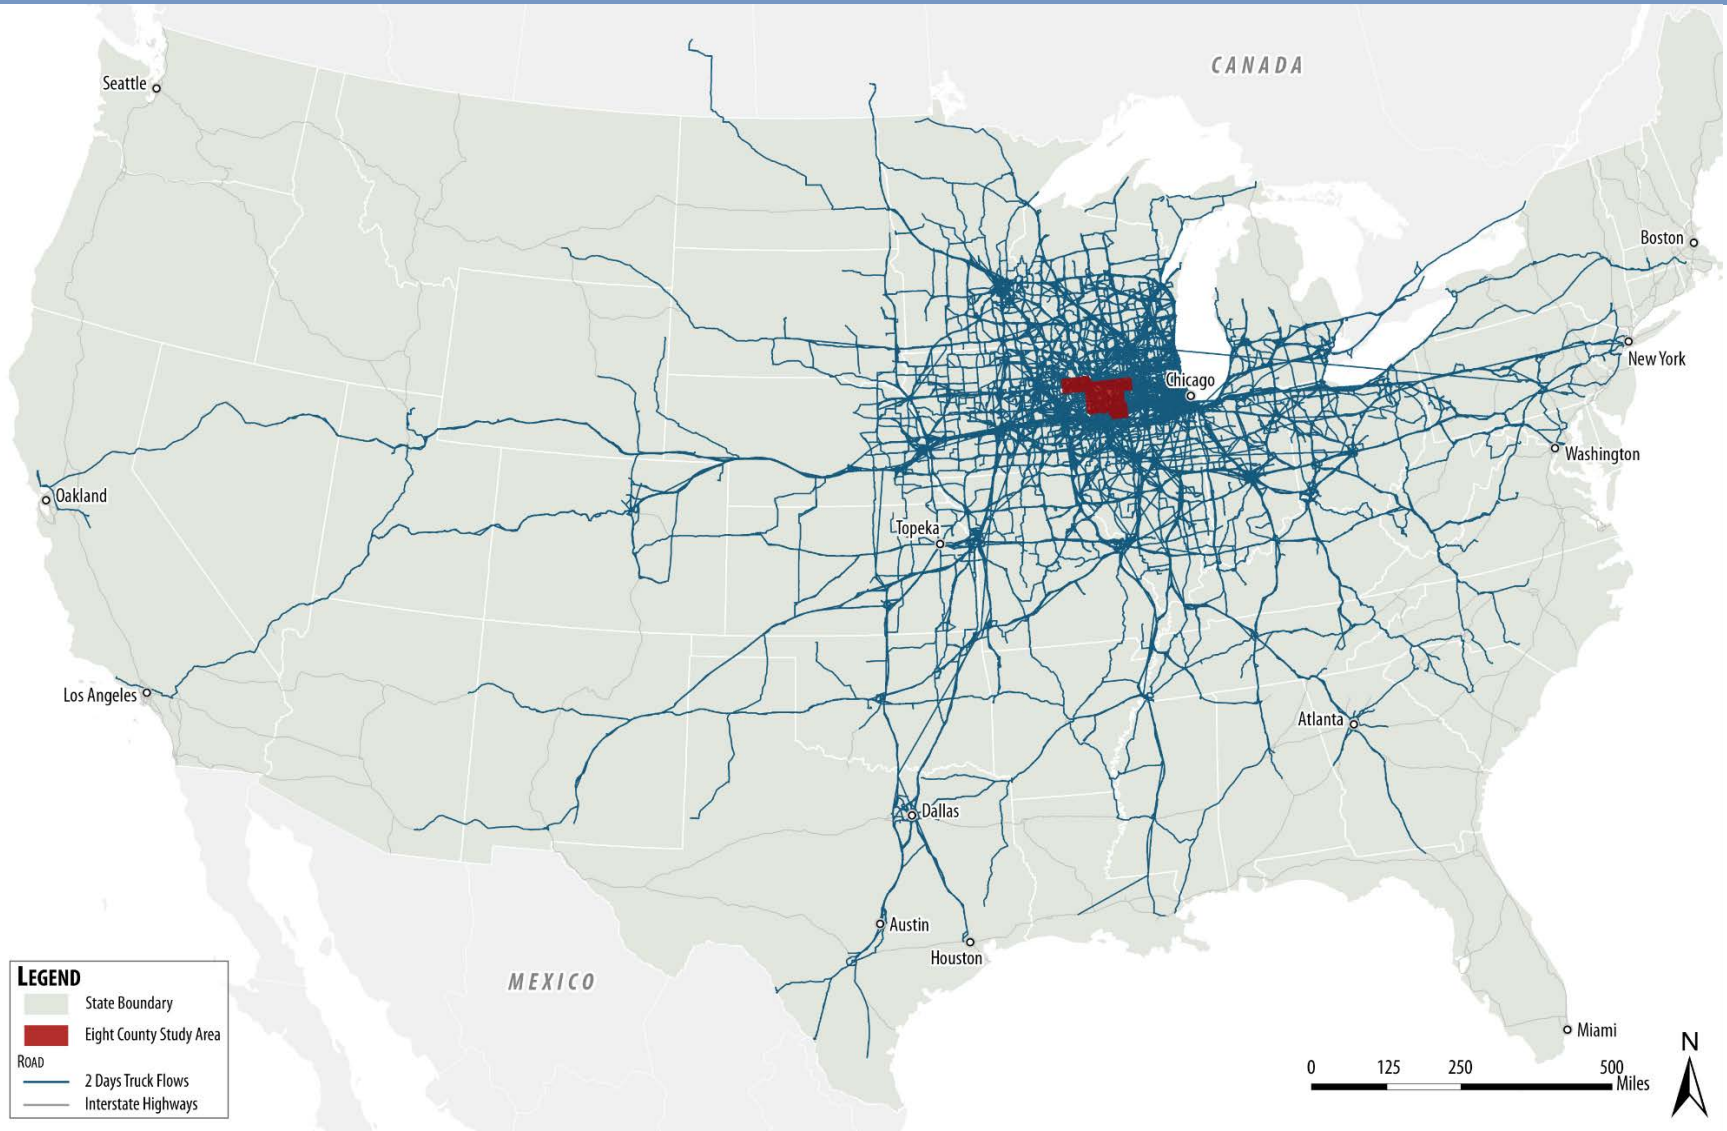 CANADA
Seattle
Boston
New York
Chicago
Washington
Oakland
Topeka
Los Angeles
Atlanta
Dallas
Austin
Houston
MEXICO
Miami
LEGEND
State Boundary
Eight County Study Area
ROAD
2 Days Truck Flows
Interstate Highways
N
0 125 250 500
Miles